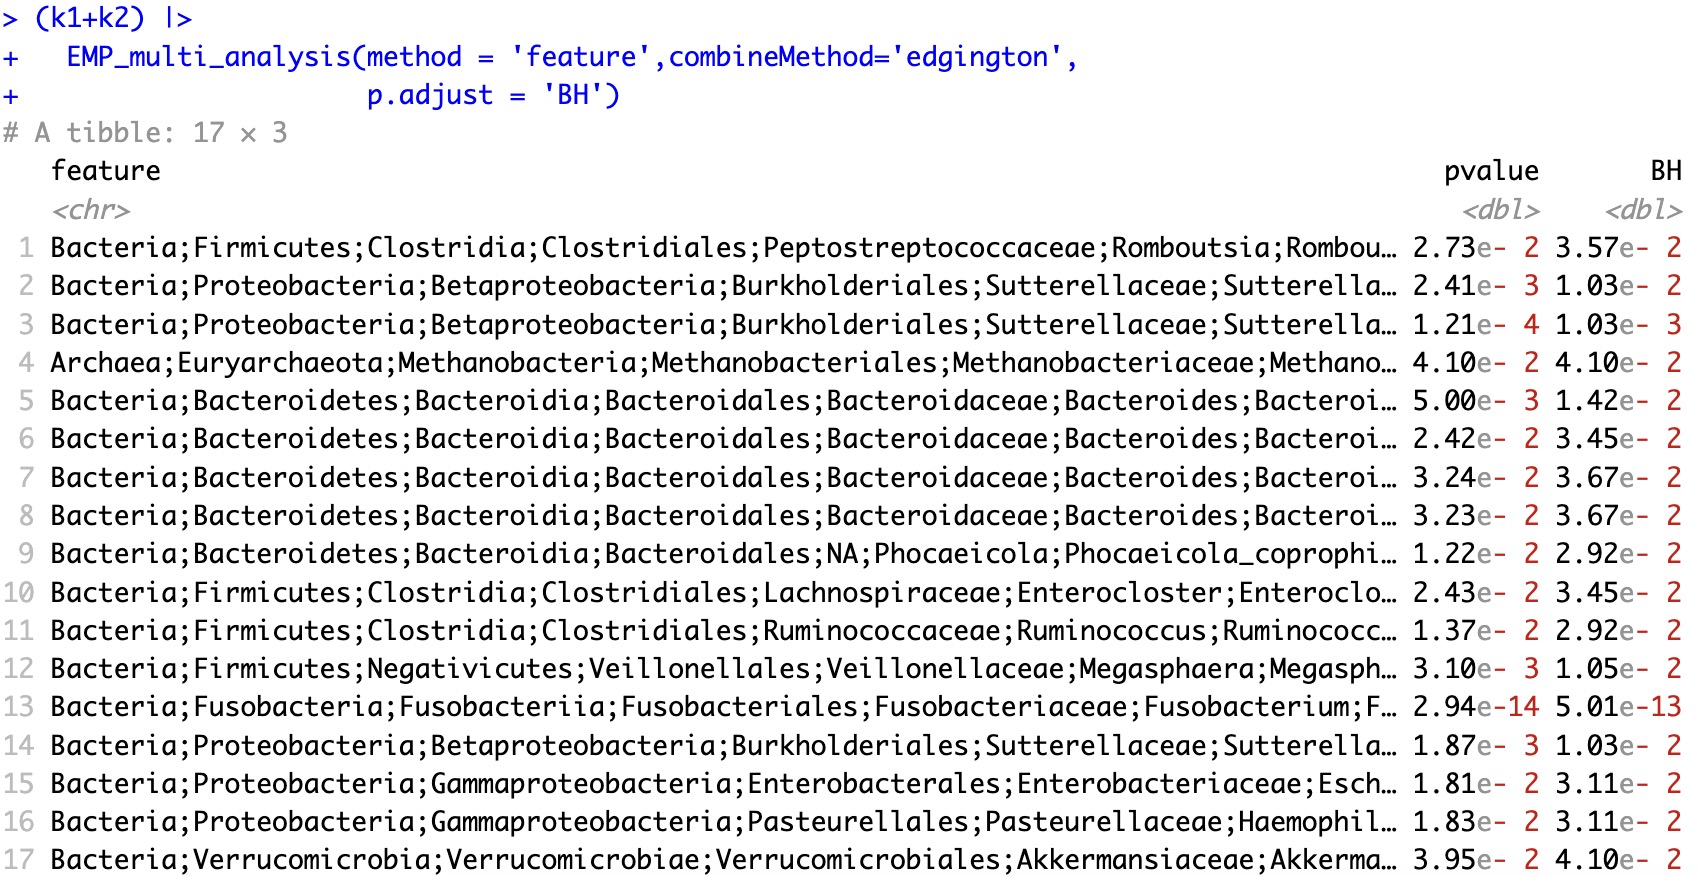 > (k1+k2) |>
+   EMP_multi_analysis(method = 'feature',combineMethod='edgington',
+                      p.adjust = 'BH')
# A tibble: 17 × 3
   feature                                                                              pvalue       BH
   <chr>                                                                                 <dbl>    <dbl>
 1 Bacteria;Firmicutes;Clostridia;Clostridiales;Peptostreptococcaceae;Romboutsia;Rombou… 2.73e- 2 3.57e- 2
 2 Bacteria;Proteobacteria;Betaproteobacteria;Burkholderiales;Sutterellaceae;Sutterella… 2.41e- 3 1.03e- 2
 3 Bacteria;Proteobacteria;Betaproteobacteria;Burkholderiales;Sutterellaceae;Sutterella… 1.21e- 4 1.03e- 3
 4 Archaea;Euryarchaeota;Methanobacteria;Methanobacteriales;Methanobacteriaceae;Methano… 4.10e- 2 4.10e- 2
 5 Bacteria;Bacteroidetes;Bacteroidia;Bacteroidales;Bacteroidaceae;Bacteroides;Bacteroi… 5.00e- 3 1.42e- 2
 6 Bacteria;Bacteroidetes;Bacteroidia;Bacteroidales;Bacteroidaceae;Bacteroides;Bacteroi… 2.42e- 2 3.45e- 2
 7 Bacteria;Bacteroidetes;Bacteroidia;Bacteroidales;Bacteroidaceae;Bacteroides;Bacteroi… 3.24e- 2 3.67e- 2
 8 Bacteria;Bacteroidetes;Bacteroidia;Bacteroidales;Bacteroidaceae;Bacteroides;Bacteroi… 3.23e- 2 3.67e- 2
 9 Bacteria;Bacteroidetes;Bacteroidia;Bacteroidales;NA;Phocaeicola;Phocaeicola_coprophi… 1.22e- 2 2.92e- 2
10 Bacteria;Firmicutes;Clostridia;Clostridiales;Lachnospiraceae;Enterocloster;Enteroclo… 2.43e- 2 3.45e- 2
11 Bacteria;Firmicutes;Clostridia;Clostridiales;Ruminococcaceae;Ruminococcus;Ruminococc… 1.37e- 2 2.92e- 2
12 Bacteria;Firmicutes;Negativicutes;Veillonellales;Veillonellaceae;Megasphaera;Megasph… 3.10e- 3 1.05e- 2
13 Bacteria;Fusobacteria;Fusobacteriia;Fusobacteriales;Fusobacteriaceae;Fusobacterium;F… 2.94e-14 5.01e-13
14 Bacteria;Proteobacteria;Betaproteobacteria;Burkholderiales;Sutterellaceae;Sutterella… 1.87e- 3 1.03e- 2
15 Bacteria;Proteobacteria;Gammaproteobacteria;Enterobacterales;Enterobacteriaceae;Esch… 1.81e- 2 3.11e- 2
16 Bacteria;Proteobacteria;Gammaproteobacteria;Pasteurellales;Pasteurellaceae;Haemophil… 1.83e- 2 3.11e- 2
17 Bacteria;Verrucomicrobia;Verrucomicrobiae;Verrucomicrobiales;Akkermansiaceae;Akkerma… 3.95e- 2 4.10e- 2